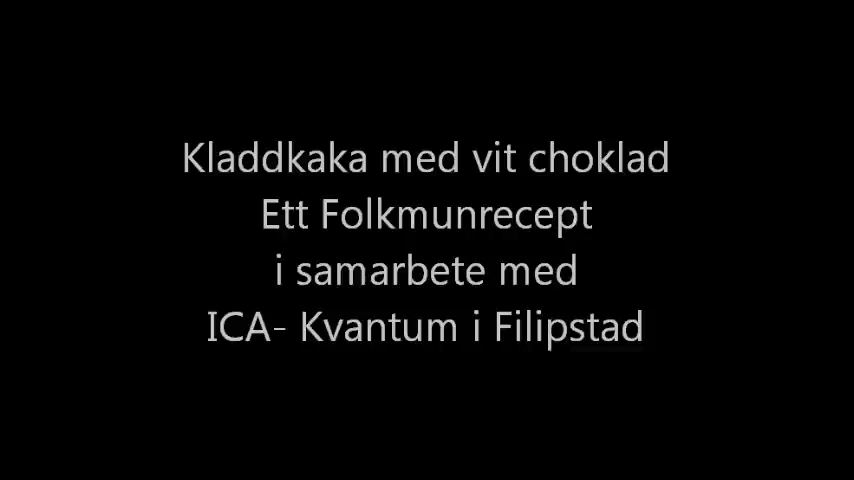 Kladdkaka med vit choklad
Ett Folkmunrecept
i samarbete med
ICA- Kvantum i Filipstad